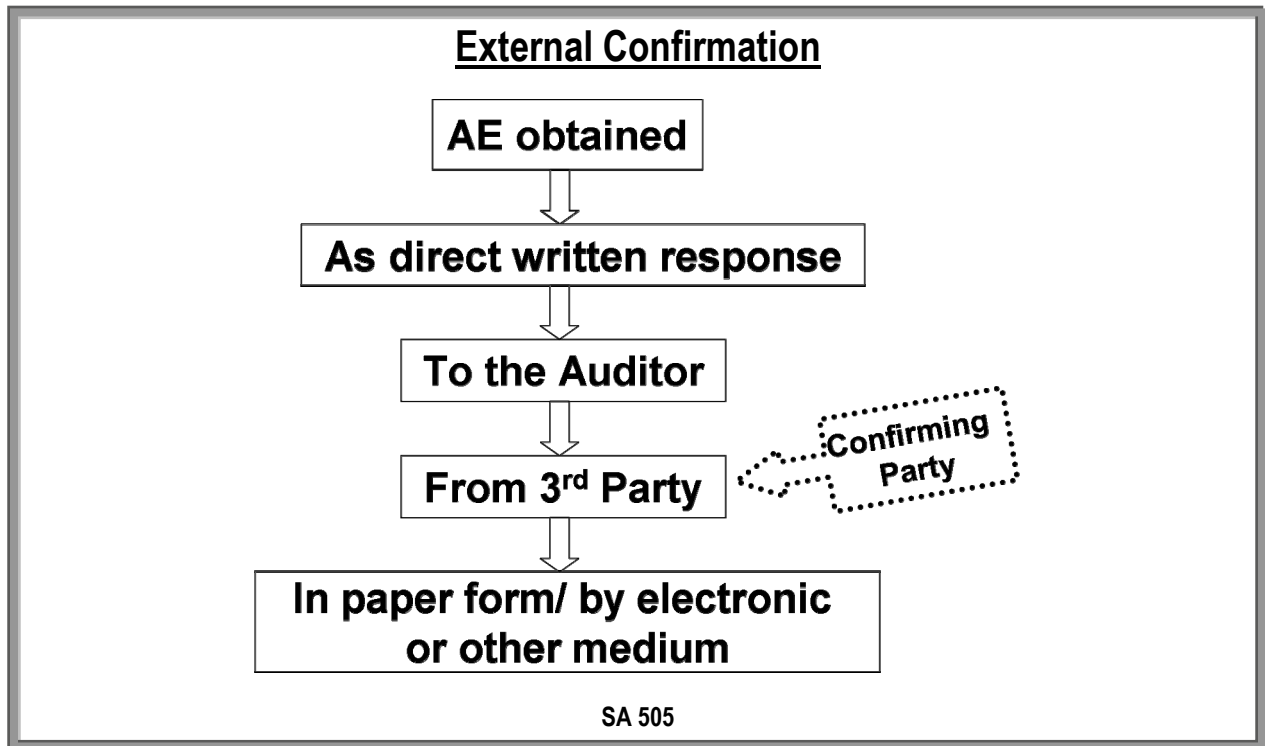 External Confirmation
AE obtained
As direct written response
To the Auditor
Confirming
Party
From 3rd Party
In paper form/ by electronic
or other medium
SA 505